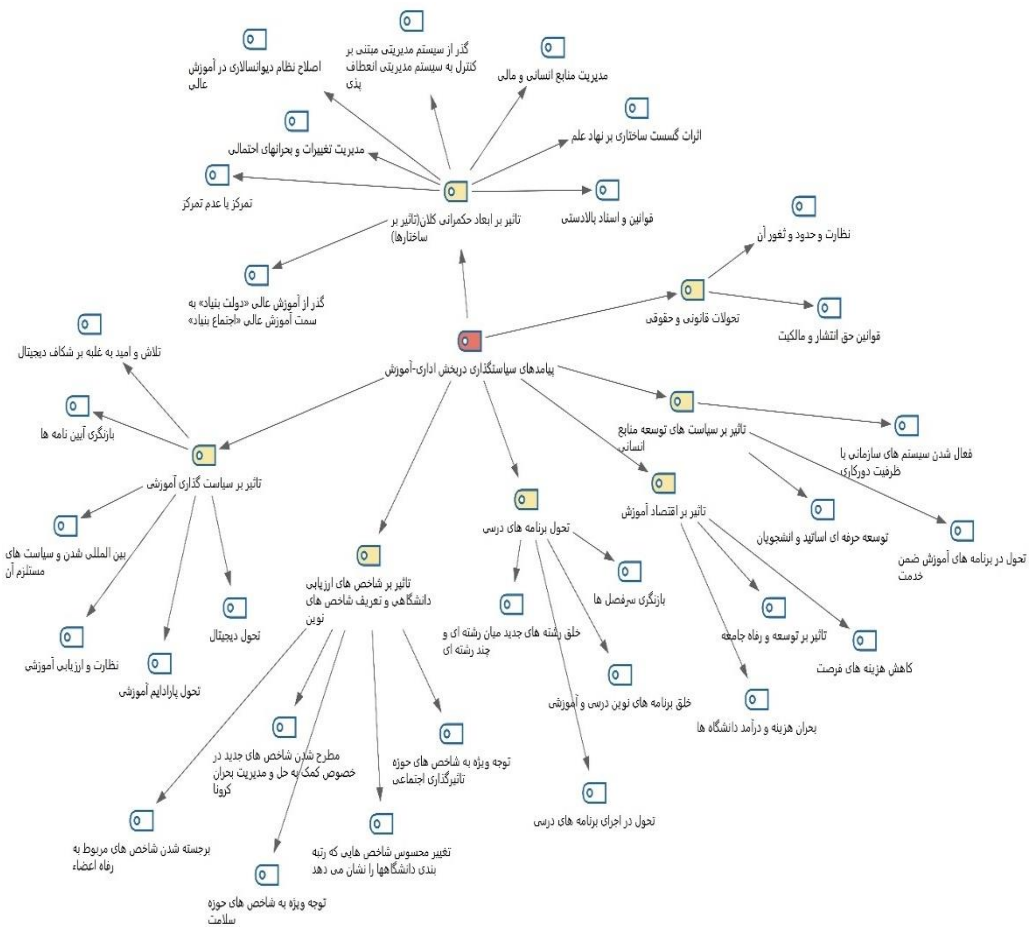 اصلاح نظام دیوانسالاری در آموزش
عالی
گذر از سیستم مدیریتی مبتنی بر
کنترل به سیستم مدیریتی انعطاف
پذی
مدیریت منابع انسانی و مالی
اثرات گسست ساختاری بر نهاد علم
مدیریت تغییرات و بحرانهای احتمالی
تمرکز یا عدم تمرکز
تاثیر بر ابعاد حکمرانی کلان(تاثیر بر
ساختارها)
قوانین و اسناد بالادستی
گذر از آموزش عالی «دولت بنیاد» به
سمت آموزش عالی «اجتماع بنیاد»
نظارت و حدود و ثغور آن
تحولات قانونی و حقوقی
قوانین حق انتشار و مالکیت
پیامدهای سیاستگذاری دربخش اداری-آموزش
تلاش و امید به غلبه بر شکاف دیجیتال
بازنگری آیین نامه ها
تاثیر بر سیاست گذاری آموزشی
بین المللی شدن و سیاست های
مستلزم آن
نظارت و ارزیابی آموزشی
تحول پارادایم آموزشی
تحول دیجیتال
تاثیر بر سیاست های توسعه منابع
انسانی
فعال شدن سیستم های سازمانی با
ظرفیت دورکاری
توسعه حرفه ای اساتید و انشجویان
تحول در برنامه های آموزش ضمن
خدمت
تاثیر بر اقتصاد آموزش
تاثیر بر توسعه و رفاه جامعه
کاهش هزینه های فرصت
بحران هزینه و درآمد دانشگاه ها
تحول برنامه های درسی
بازنگری سرفصل ها
خلق رشته های جدید میان رشته ای و
چند رشته ای
خلق برنامه های نوین درسی و آموزشی
تحول در اجرای برنامه های درسی
تاثیر بر شاخص های ارزیابی
دانشگاهی و تعریف شاخص های
نوین
توجه ویژه به شاخص های حوزه
تاثیرگذاری اجتماعی
مطرح شدن شاخص های جدید در
خصوص کمک به حل و مدیریت بحران
کرونا
برجسته شدن شاخص های مربوط به
رفاه اعضاء
تغییر محسوس شاخص هایی که رتبه
بندی دانشگاهها را نشان می دهد
توجه ویژه به شاخص های حوزه
سلامت